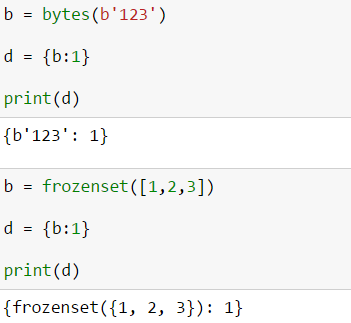 b = bytes(b'123')
d = {b:1}
print(d)
{b'123': 1}
b = frozenset([1,2,3])
d = {b:1}
print(d)
{frozenset({1, 2, 3}): 1}